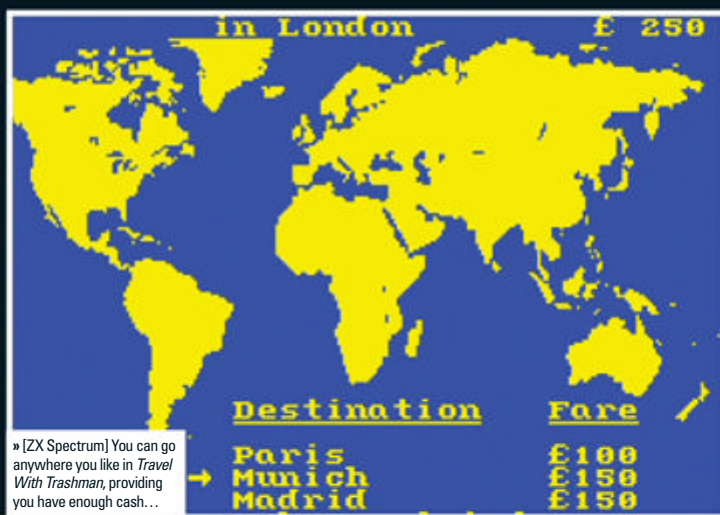 in London £ 250
Destination Fare
Paris £100
Munich £150
Madrid £150
» [ZX Spectrum] You can go
anywhere you like in Travel
With Trashman, providing
you have enough cash...